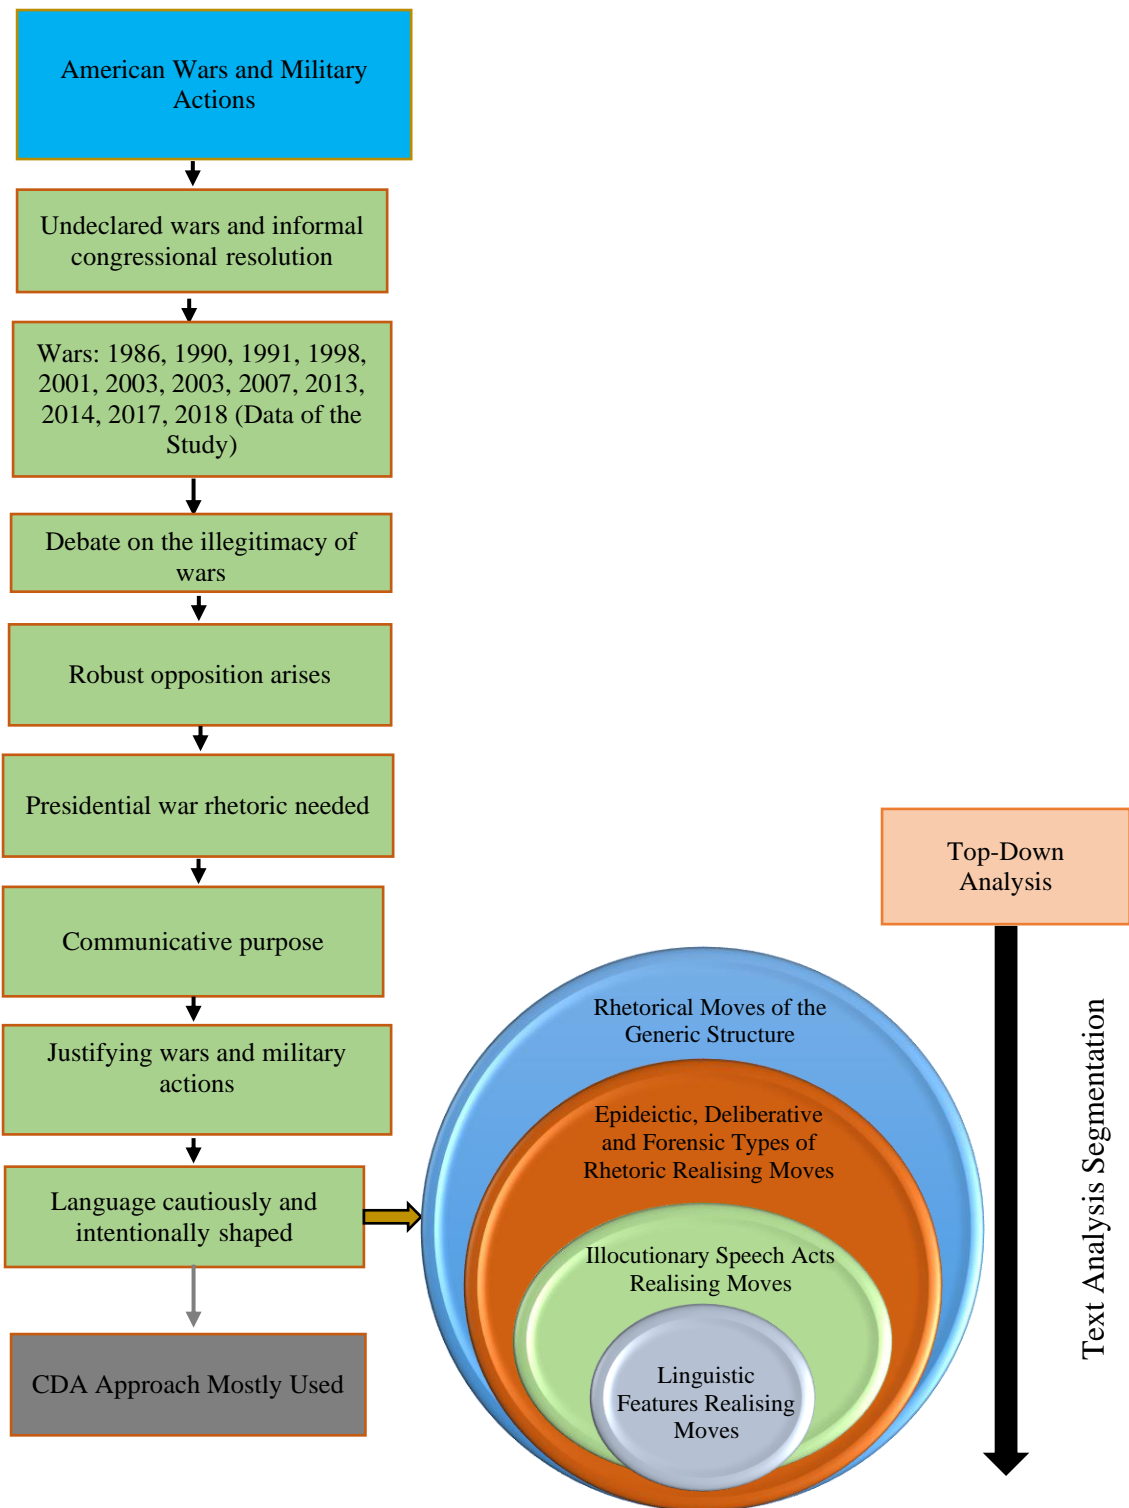 American Wars and Military
Actions
Undeclared wars and informal
congressional resolution
Wars: 1986, 1990, 1991, 1998,
2001, 2003, 2003, 2007, 2013,
2014, 2017, 2018 (Data of the
Study)
Debate on the illegitimacy of
wars
Robust opposition arises
Presidential war rhetoric needed
Communicative purpose
Justifying wars and military
actions
Language cautiously and
intentionally shaped
CDA Approach Mostly Used
Rhetorical Moves of the
Generic Structure
Epideictic, Deliberative
and Forensic Types of
Rhetoric Realising Moves
Illocutionary Speech Acts
Realising Moves
Linguistic
Features Realising
Moves
Top-Down
Analysis
Text Analysis Segmentation